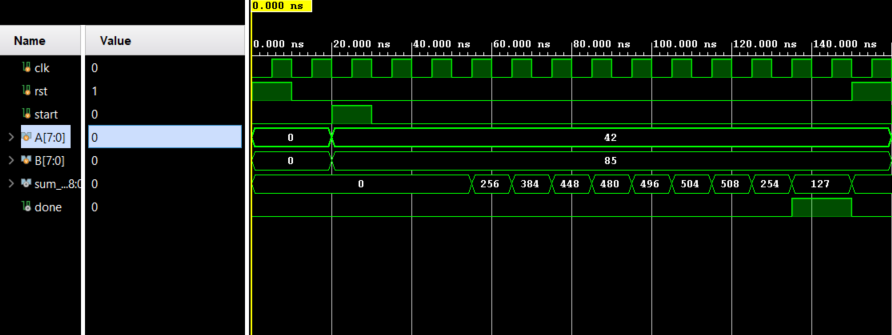 0.000 ns
Name Value
0.000 ns 20.000 ns 40.000 ns 60.000 ns 80.000 ns 100.000 ns 120.000 ns 140.000 ns
clk 0
rst 1
start 0
A[7:0] 0 0 42
B[7:0] 0 0 85
sum_...8:0 0 0 256 384 448 480 496 504 508 254 127
done 0